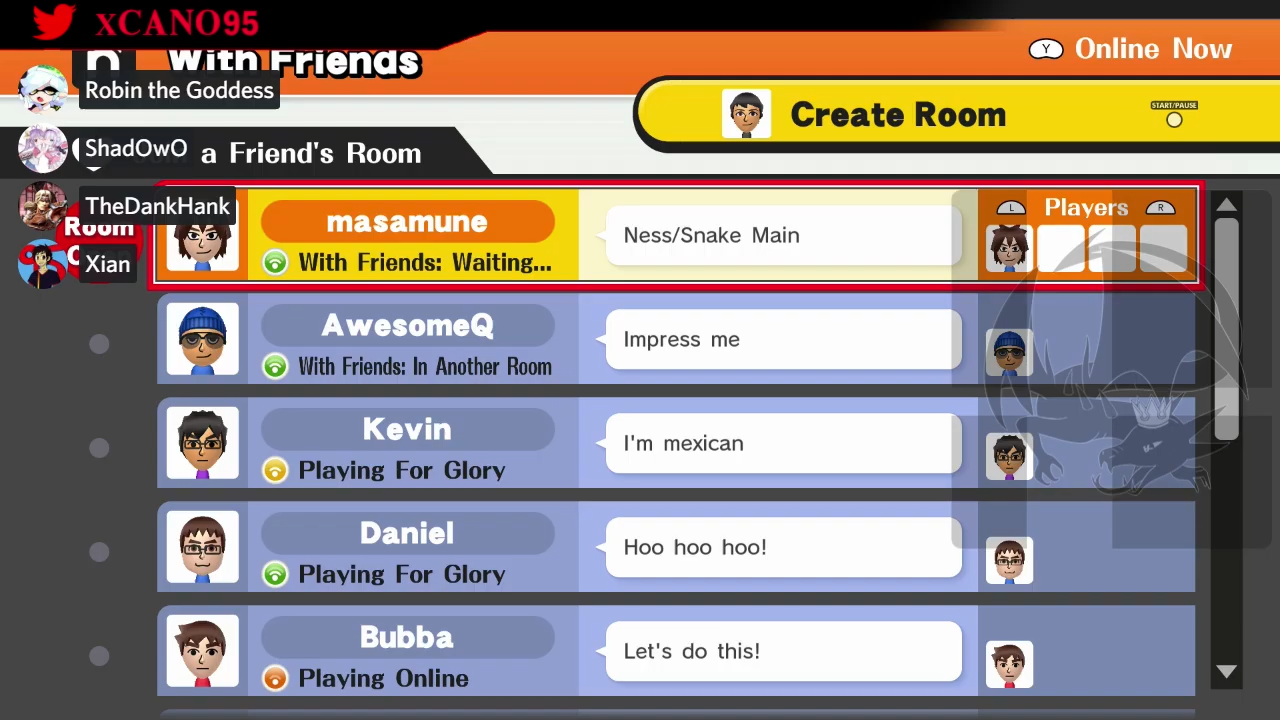 xCANO95
With Friends
Y Online Now
Robin the Goddess
Create Room
START/PAUSE
ShadOwO
a Friend's Room
TheDankHank
Room
Xian
masamune
With Friends: Waiting...
Ness/Snake Main
L Players R
AwesomeQ
With Friends: In Another Room
Impress me
Kevin
Playing For Glory
I'm mexican
Daniel
Playing For Glory
Hoo hoo hoo!
Bubba
Playing Online
Let's do this!